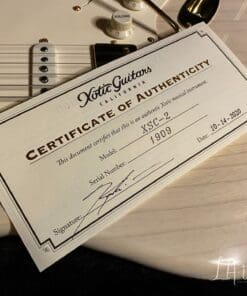 Xotic Guitars
CALIFORNIA
CERTIFICATE OF AUTHENTICITY
This document certifies that this is an authentic Xotic musical instrument.
Model: XSC-2
Serial Number: 1909
Signature: Date: 10-14-2020